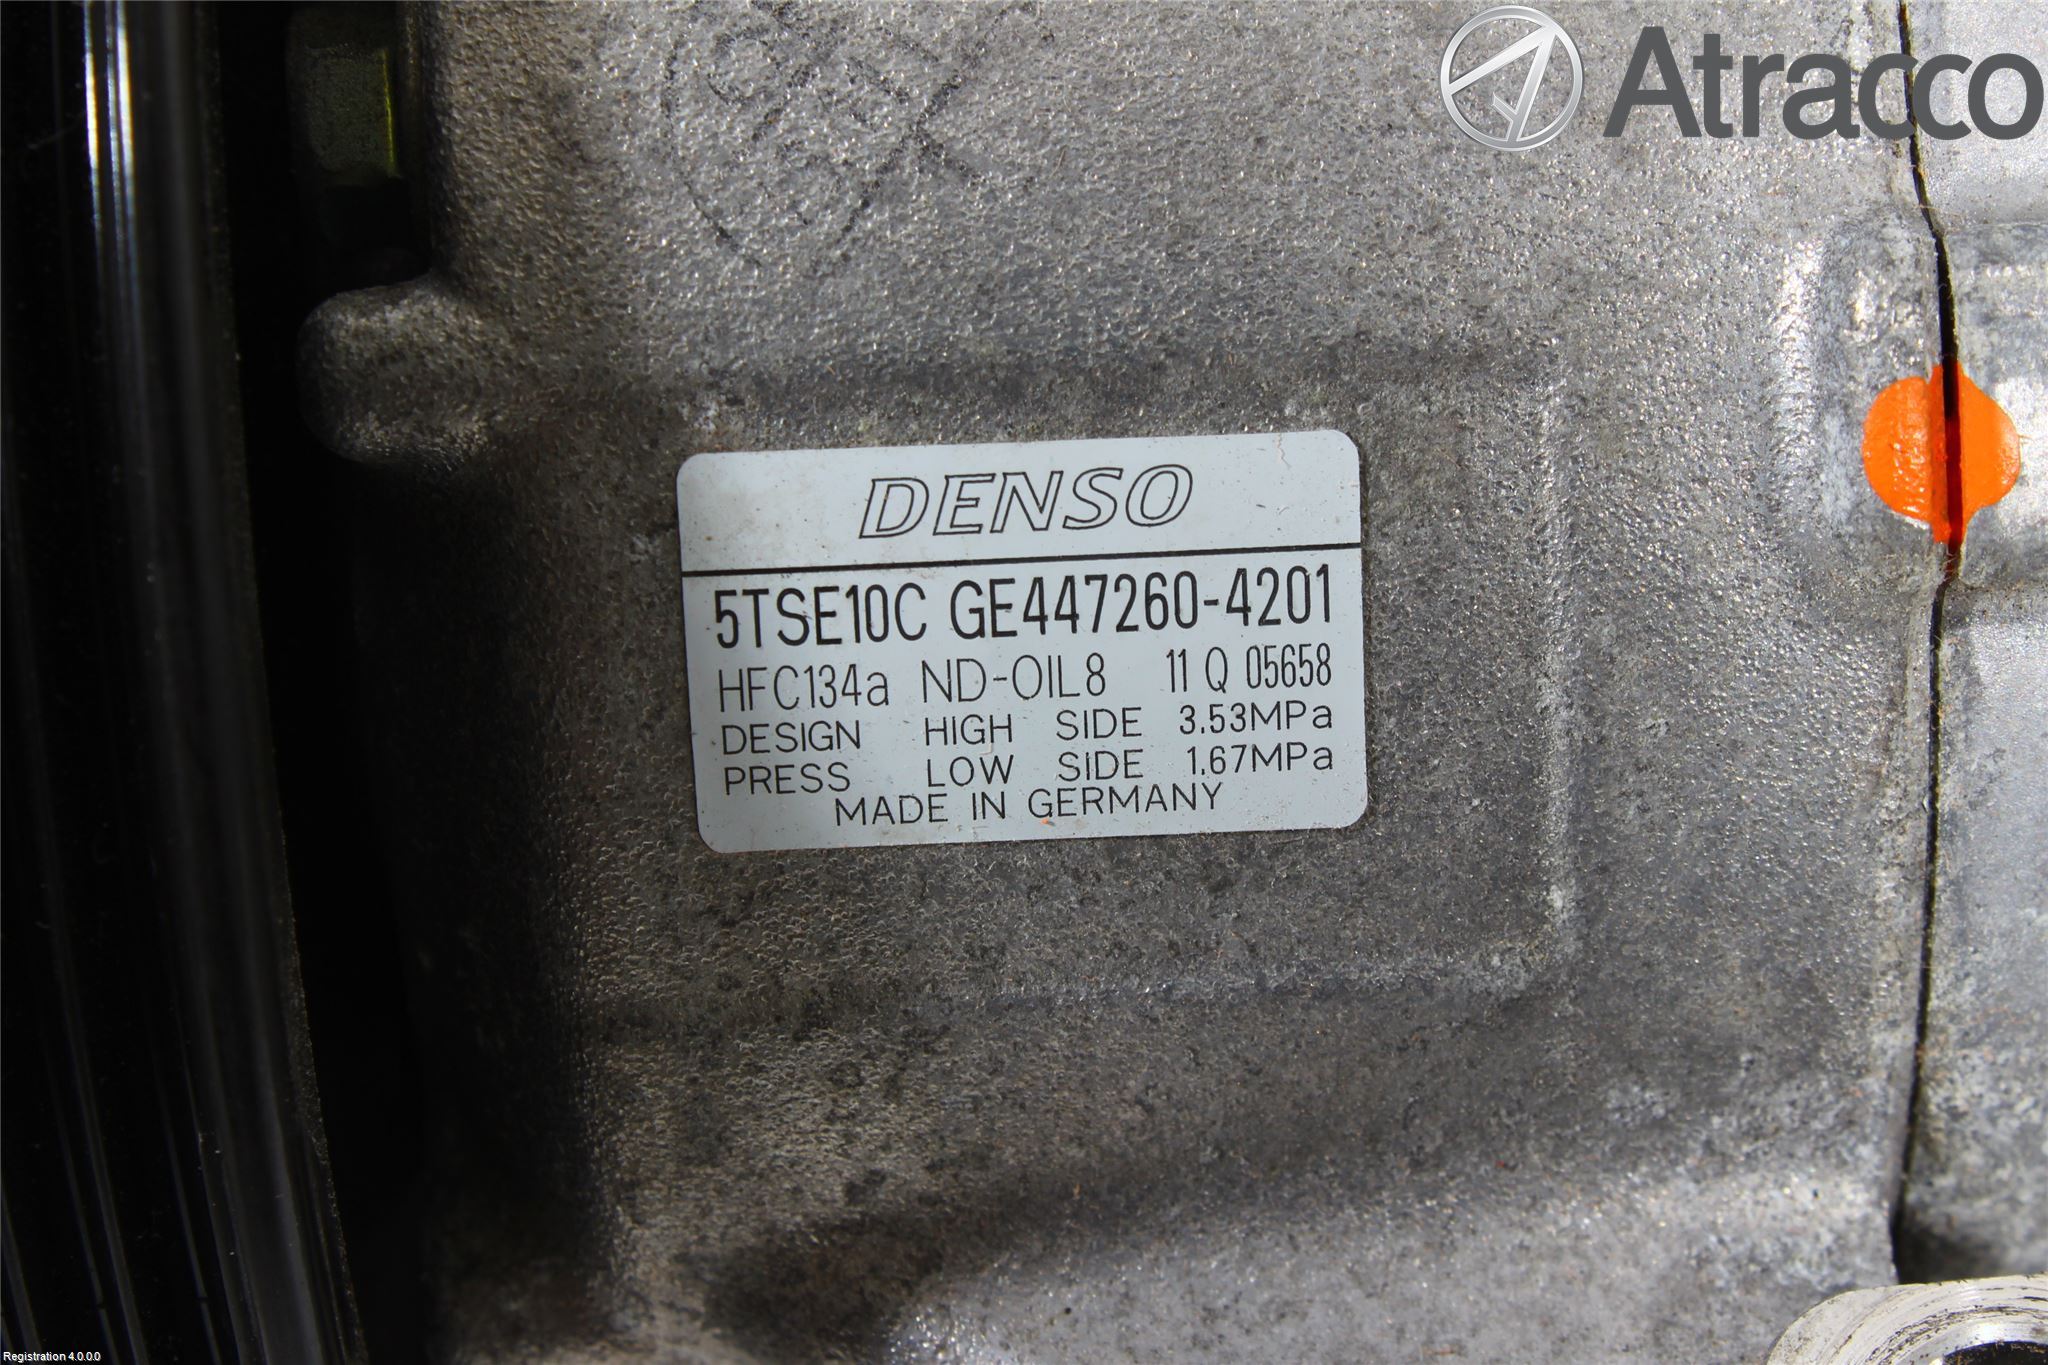 Atracco
DENSO
5TSE10C GE447260-4201
HFC134a ND-OIL8 11 Q 05658
DESIGN HIGH SIDE 3.53MPa
PRESS LOW SIDE 1.67MPa
MADE IN GERMANY
Registration 4.0.0.0